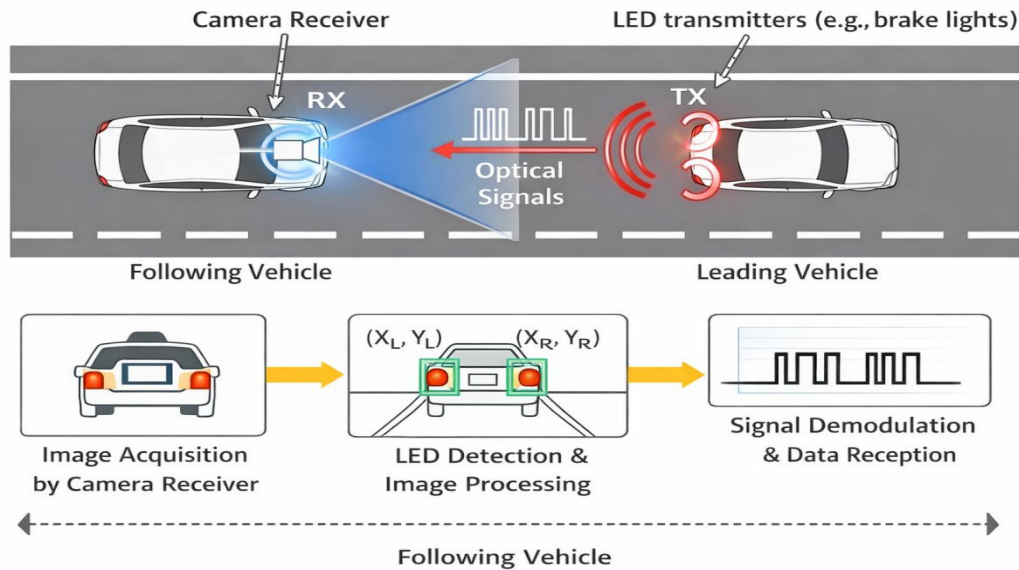 Camera Receiver
LED transmitters (e.g., brake lights)
RX
TX
Optical
Signals
Following Vehicle
Leading Vehicle
(XL, YL)
(XR, YR)
Image Acquisition
by Camera Receiver
LED Detection &
Image Processing
Signal Demodulation
& Data Reception
Following Vehicle